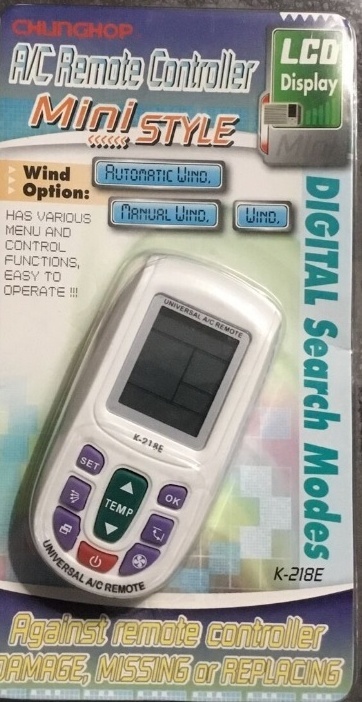 CHUNGHOP
A/C Remote Controller
Mini STYLE
LCD
Display
Mini
Wind
Option:
AUTOMATIC WIND.
MANUAL WIND.
WIND.
HAS VARIOUS
MENU AND
CONTROL
FUNCTIONS,
EASY TO
OPERATE !!!
DIGITAL Search Modes
UNIVERSAL A/C REMOTE
K-218E
SET
TEMP
OK
UNIVERSAL A/C REMOTE
K-218E
Against remote controller
DAMAGE, MISSING or REPLACING